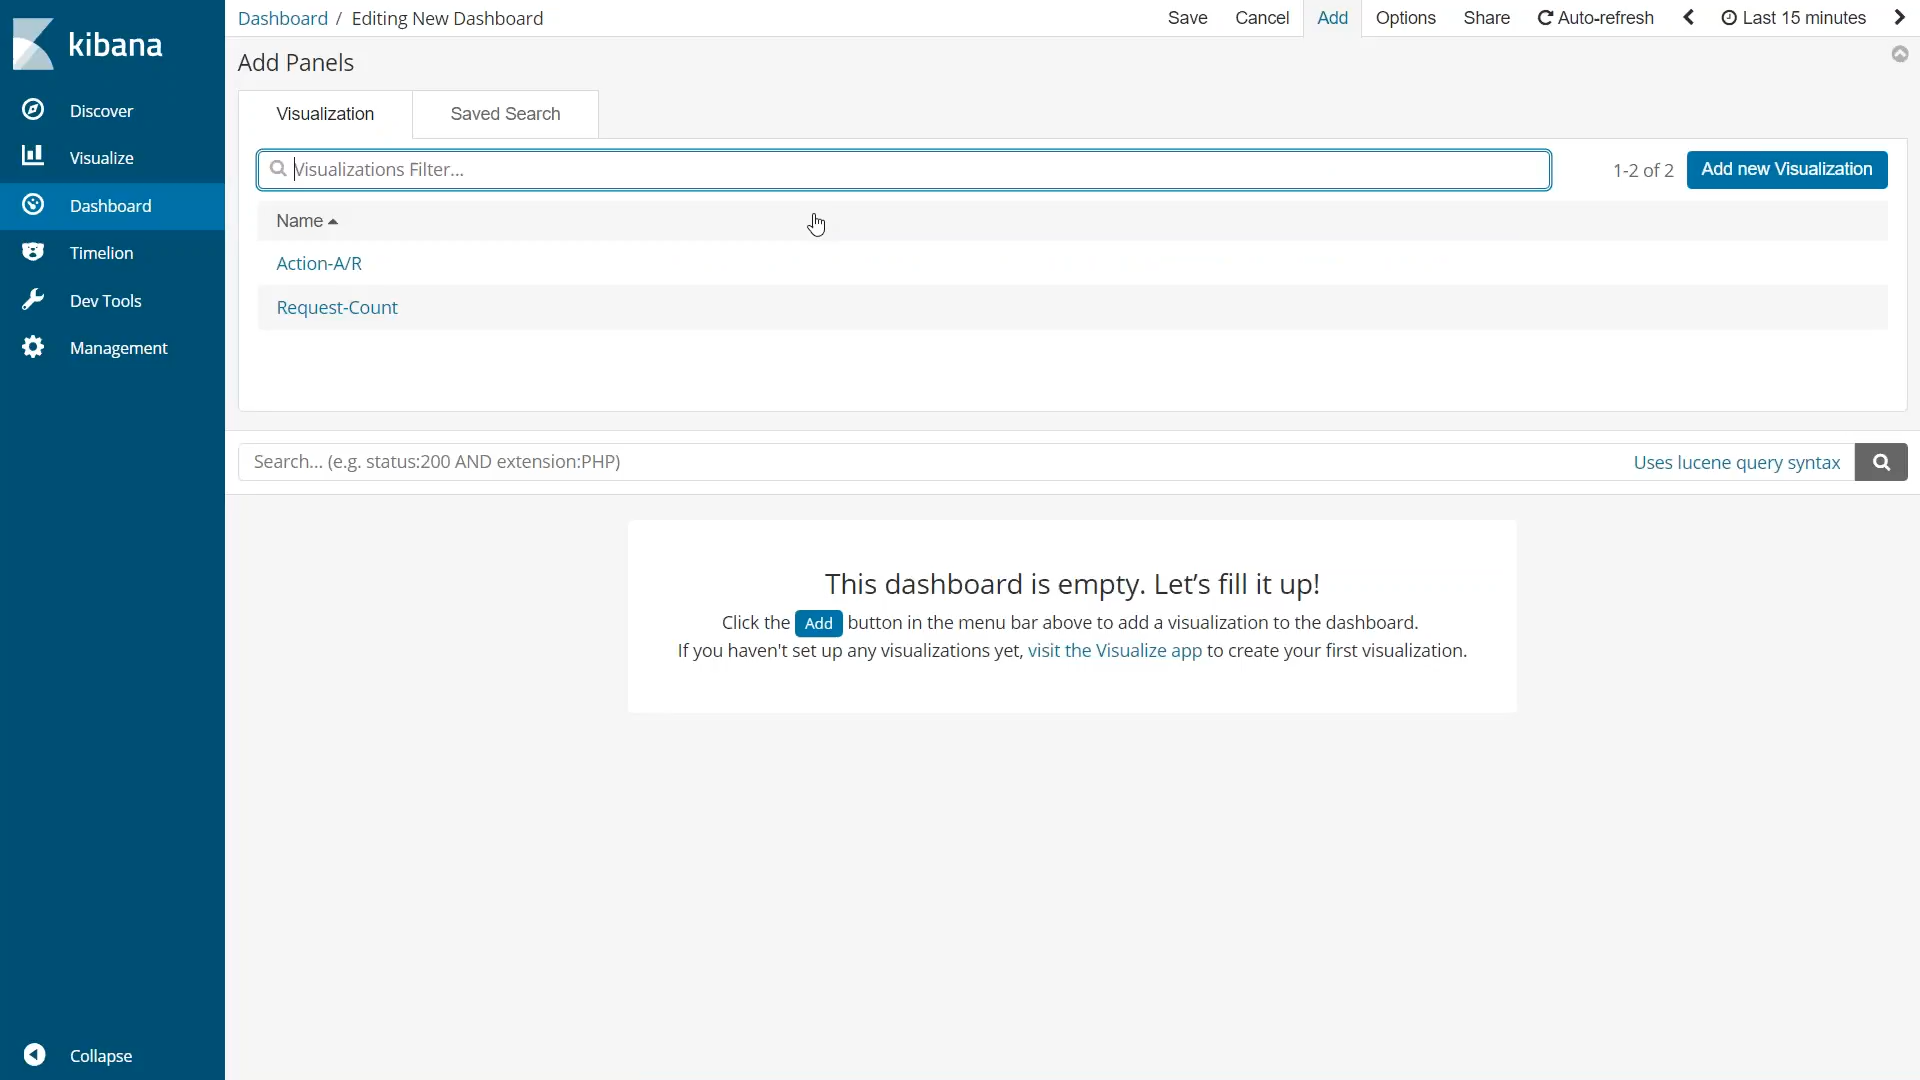 kibana
Discover
Visualize
Dashboard
Timelion
Dev Tools
Management
Collapse
Dashboard / Editing New Dashboard
Save Cancel Add Options Share Auto-refresh Last 15 minutes
Add Panels
Visualization Saved Search
Visualizations Filter... 1-2 of 2 Add new Visualization
Name
Action-A/R
Request-Count
Search... (e.g. status:200 AND extension:PHP) Uses lucene query syntax
This dashboard is empty. Let’s fill it up!
Click the Add button in the menu bar above to add a visualization to the dashboard.
If you haven't set up any visualizations yet, visit the Visualize app to create your first visualization.